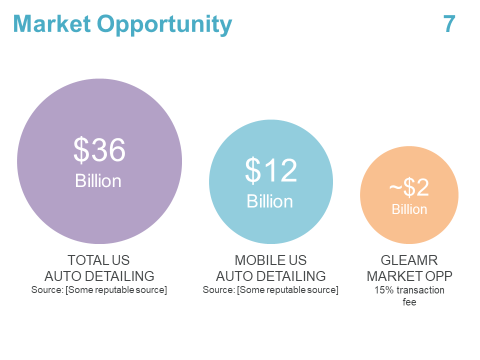 Market Opportunity 7
$36
Billion
$12
Billion
~$2
Billion
TOTAL US
AUTO DETAILING
Source: [Some reputable source]
MOBILE US
AUTO DETAILING
Source: [Some reputable source]
GLEAMR
MARKET OPP
15% transaction
fee